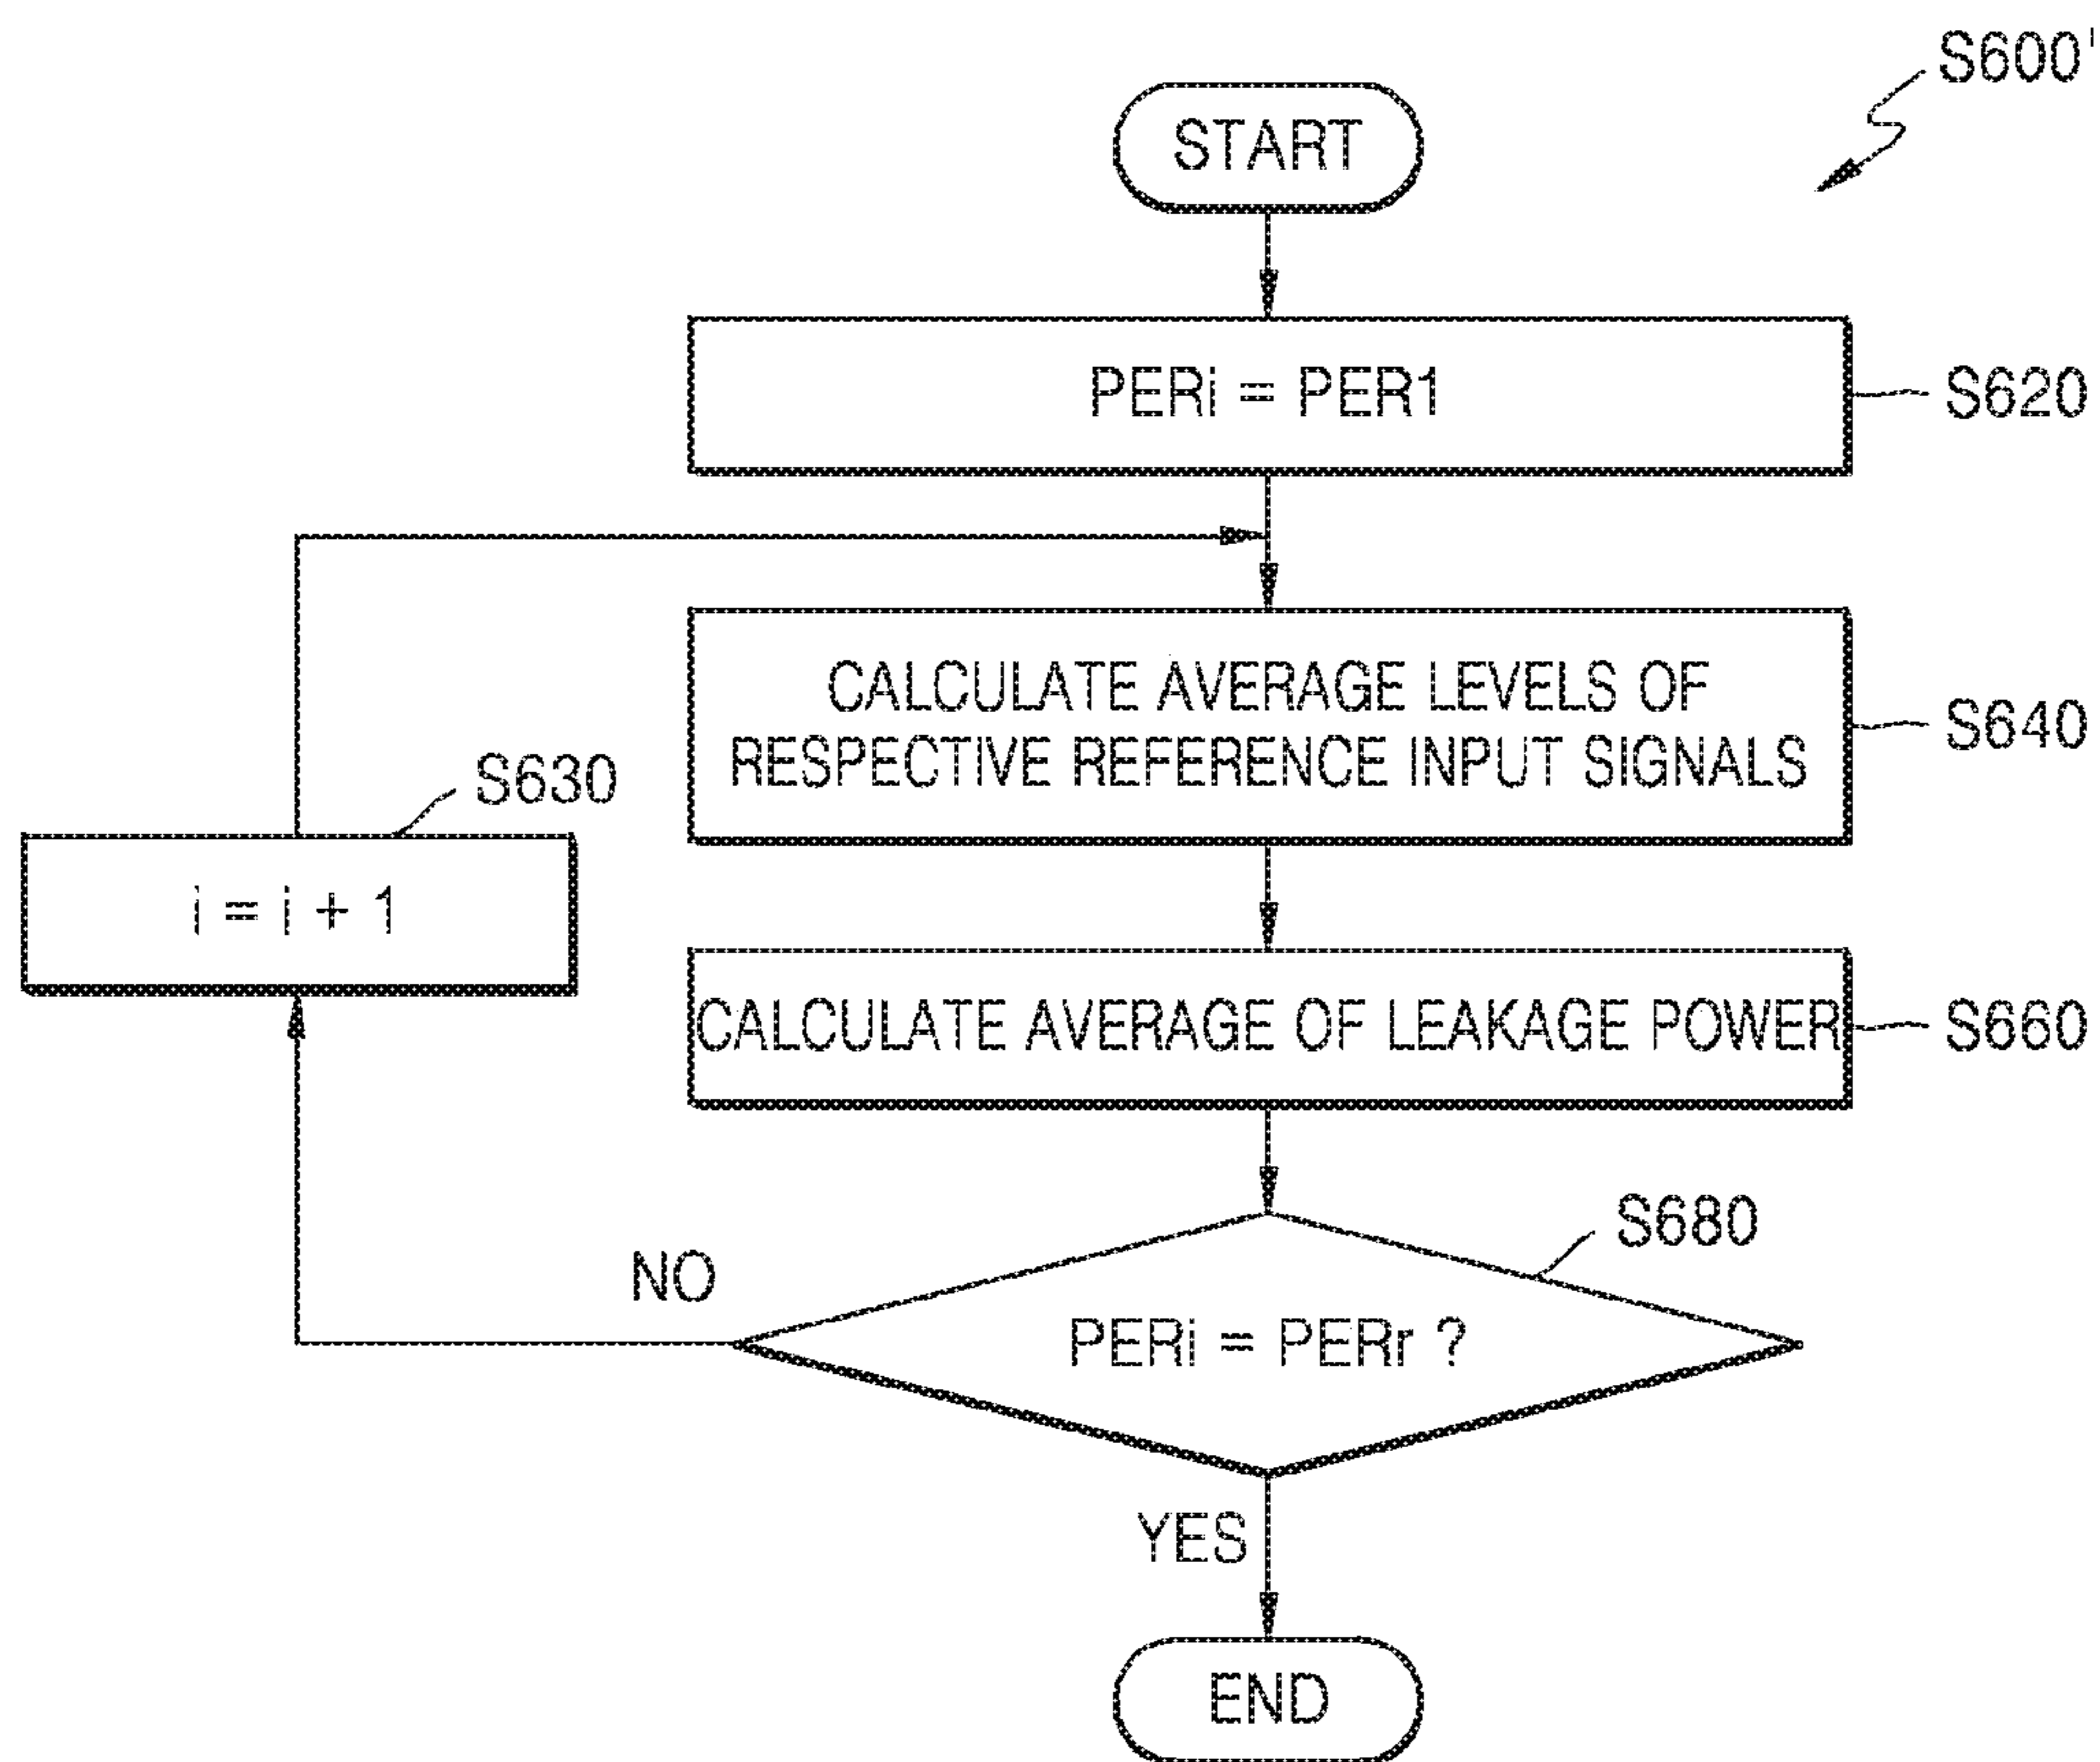 S600'
START
PERi = PER1
S620
CALCULATE AVERAGE LEVELS OF
RESPECTIVE REFERENCE INPUT SIGNALS
S640
S630
i = i + 1
CALCULATE AVERAGE OF LEAKAGE POWER
S660
S680
NO
PERi = PERr ?
YES
END